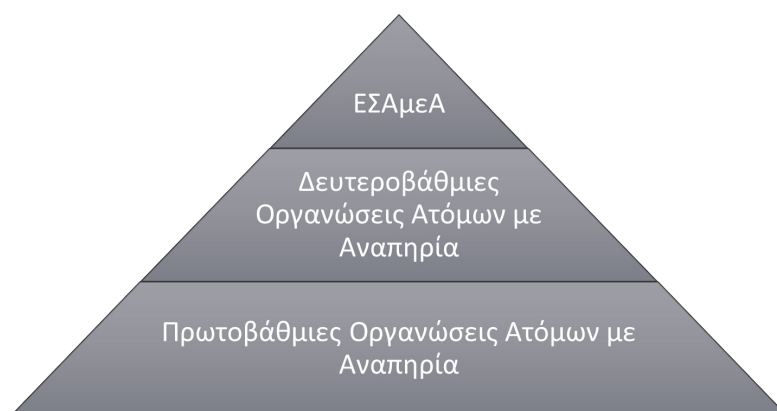 ΕΣΑμεΑ
Δευτεροβάθμιες
Οργανώσεις Ατόμων με
Αναπηρία
Πρωτοβάθμιες Οργανώσεις Ατόμων με
Αναπηρία